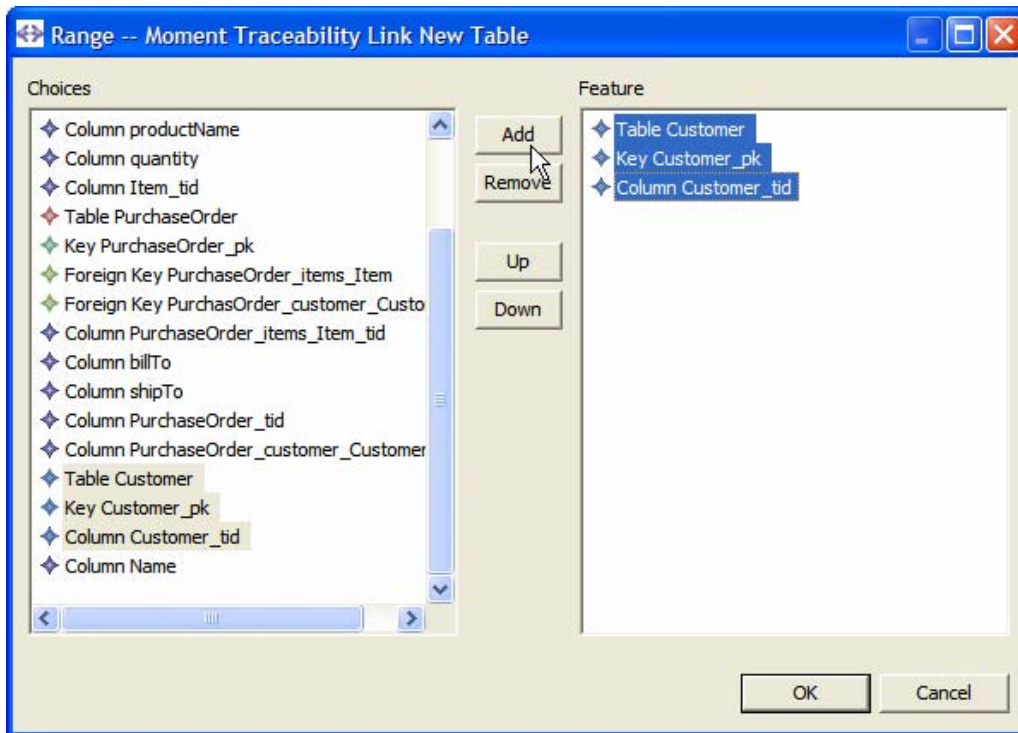 Range -- Moment Traceability Link New Table
Choices
Feature
Column productName
Column quantity
Column Item_tid
Table PurchaseOrder
Key PurchaseOrder_pk
Foreign Key PurchaseOrder_items_Item
Foreign Key PurchasOrder_customer_Custo
Column PurchaseOrder_items_Item_tid
Column billTo
Column shipTo
Column PurchaseOrder_tid
Column PurchaseOrder_customer_Customer
Table Customer
Key Customer_pk
Column Customer_tid
Column Name
Add
Remove
Up
Down
Table Customer
Key Customer_pk
Column Customer_tid
OK
Cancel